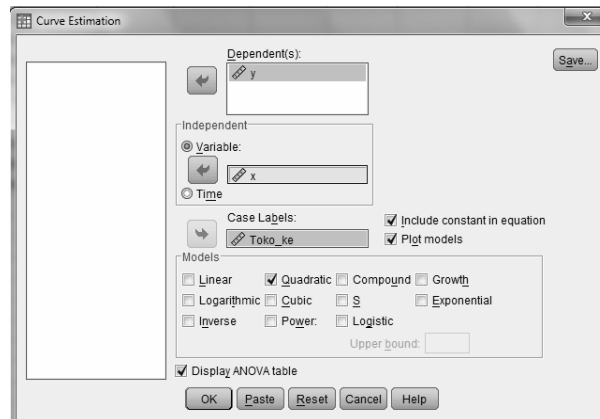 Curve Estimation
Dependent(s):
y
Save...
Independent
Variable:
x
Time
Case Labels:
Toko_ke
Include constant in equation
Plot models
Models
Linear Quadratic Compound Growth
Logarithmic Cubic S Exponential
Inverse Power: Logistic
Upper bound:
Display ANOVA table
OK Paste Reset Cancel Help